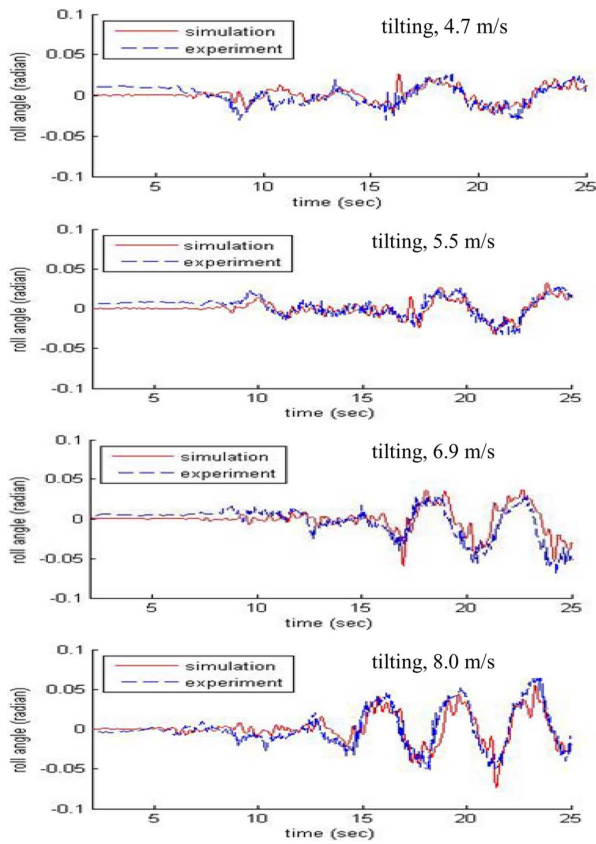 0.1
simulation
experiment
tilting, 4.7 m/s
0.05
0
-0.05
-0.1
roll angle (radian)
5 10 15 20 25
time (sec)
0.1
simulation
experiment
tilting, 5.5 m/s
0.05
0
-0.05
-0.1
roll angle (radian)
5 10 15 20 25
time (sec)
0.1
simulation
experiment
tilting, 6.9 m/s
0.05
0
-0.05
-0.1
roll angle (radian)
5 10 15 20 25
time (sec)
0.1
simulation
experiment
tilting, 8.0 m/s
0.05
0
-0.05
-0.1
roll angle (radian)
5 10 15 20 25
time (sec)